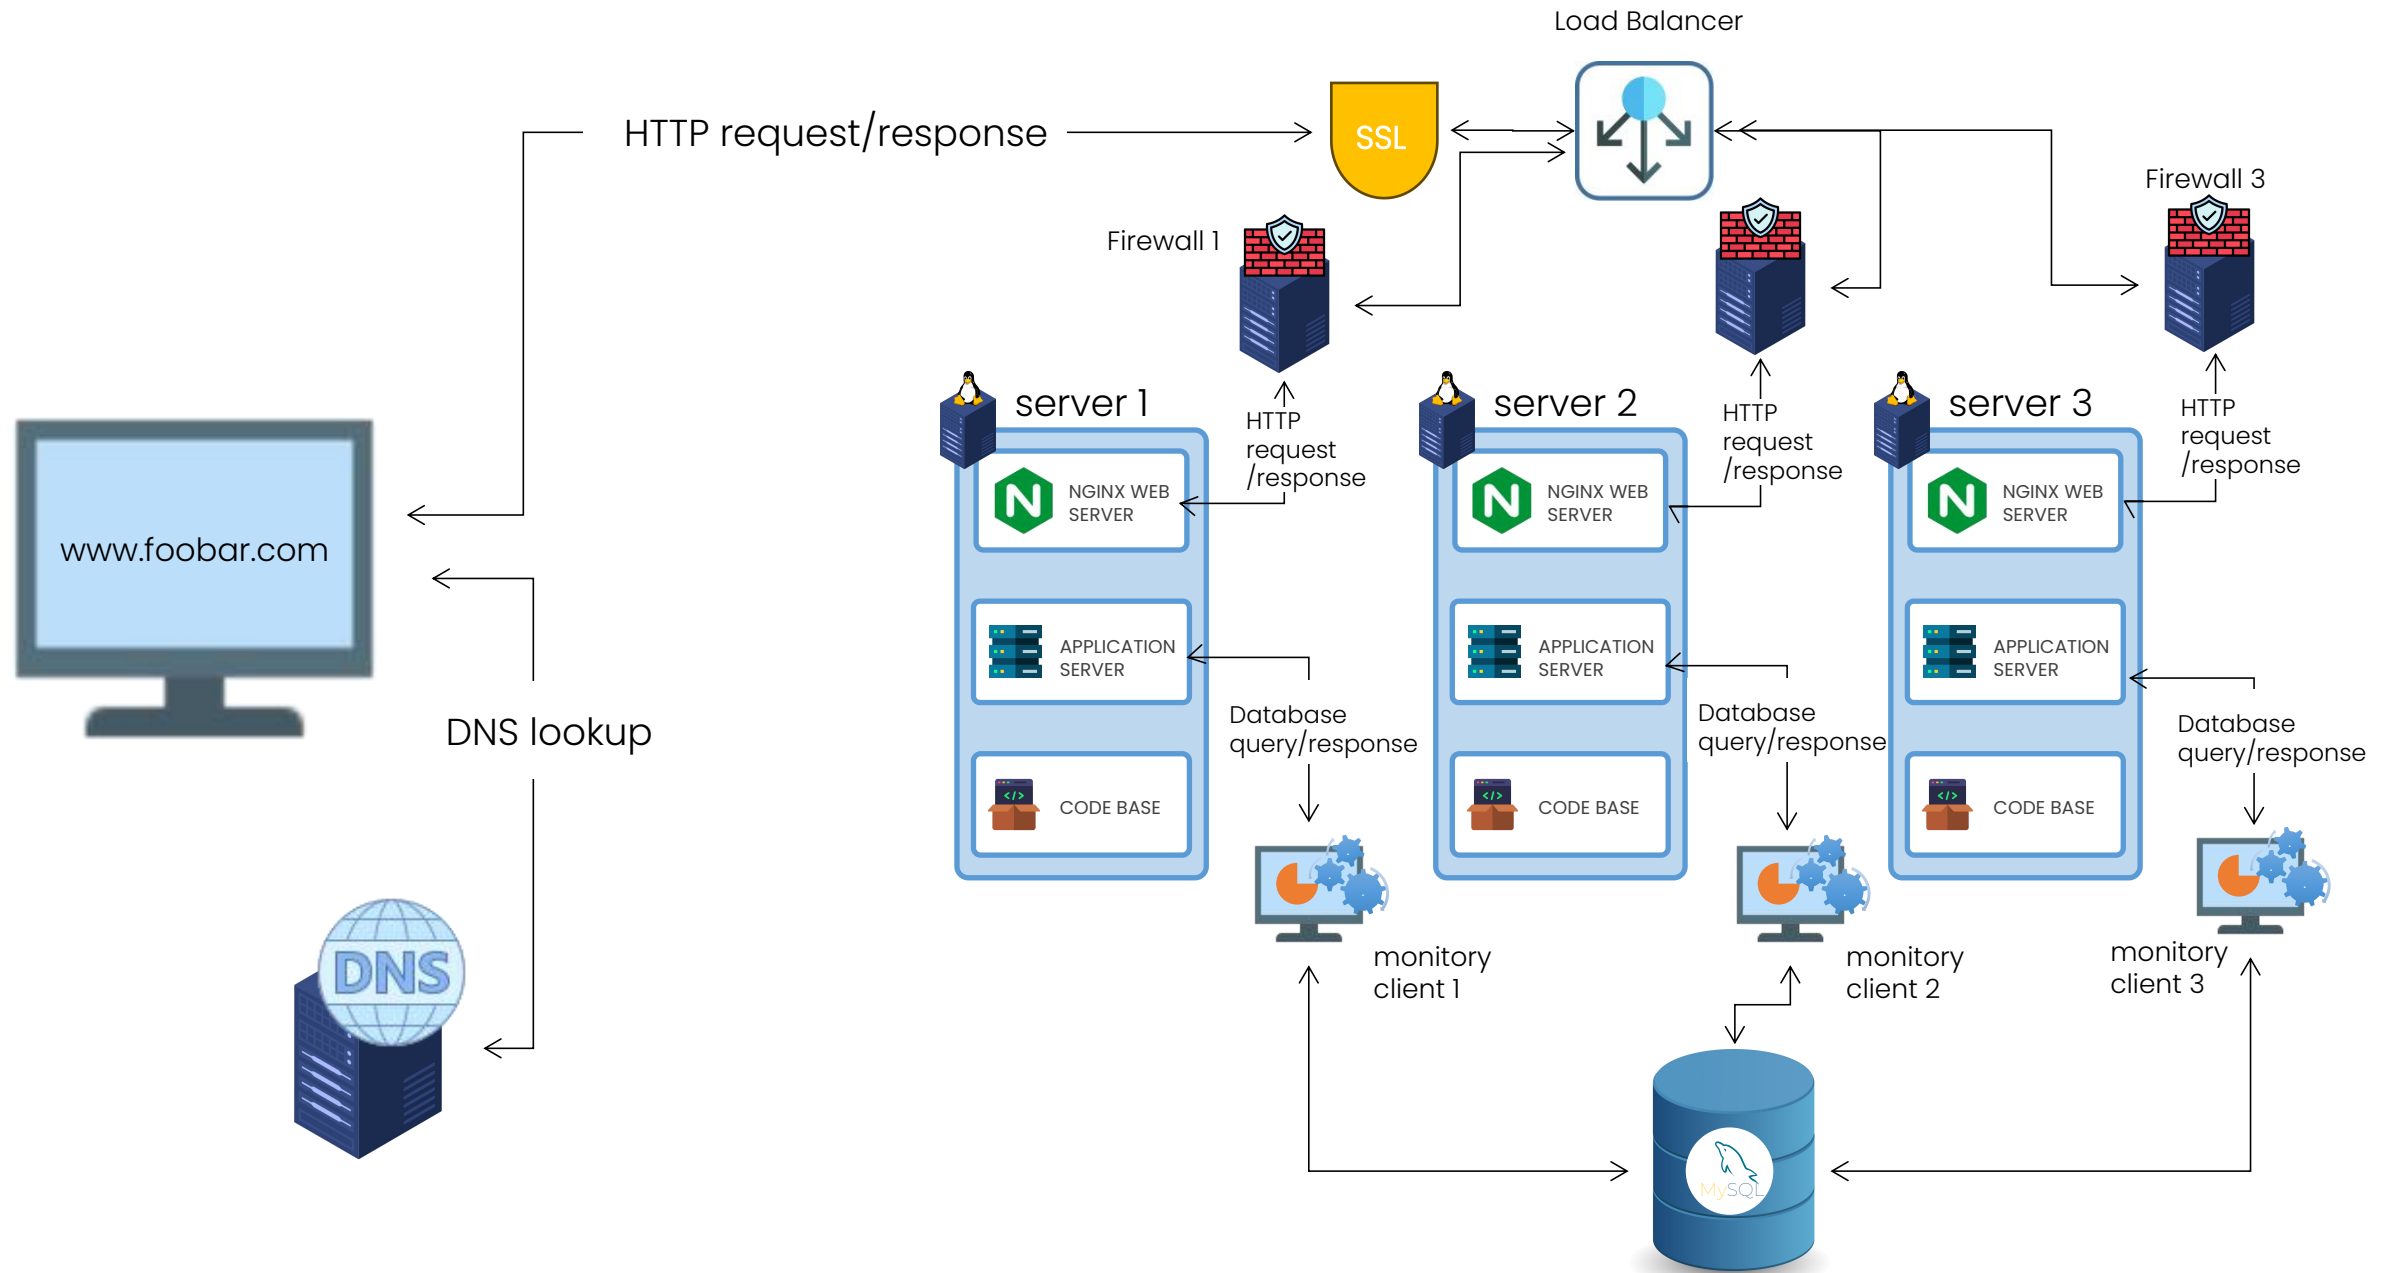 Load Balancer
HTTP request/response
SSL
Firewall 3
Firewall 1
server 1
server 2
server 3
HTTP
request
/response
HTTP
request
/response
HTTP
request
/response
NGINX WEB
SERVER
NGINX WEB
SERVER
NGINX WEB
SERVER
www.foobar.com
APPLICATION
SERVER
APPLICATION
SERVER
APPLICATION
SERVER
DNS lookup
Database
query/response
Database
query/response
Database
query/response
</>
CODE BASE
</>
CODE BASE
</>
CODE BASE
DNS
monitory
client 1
monitory
client 2
monitory
client 3
MySQL